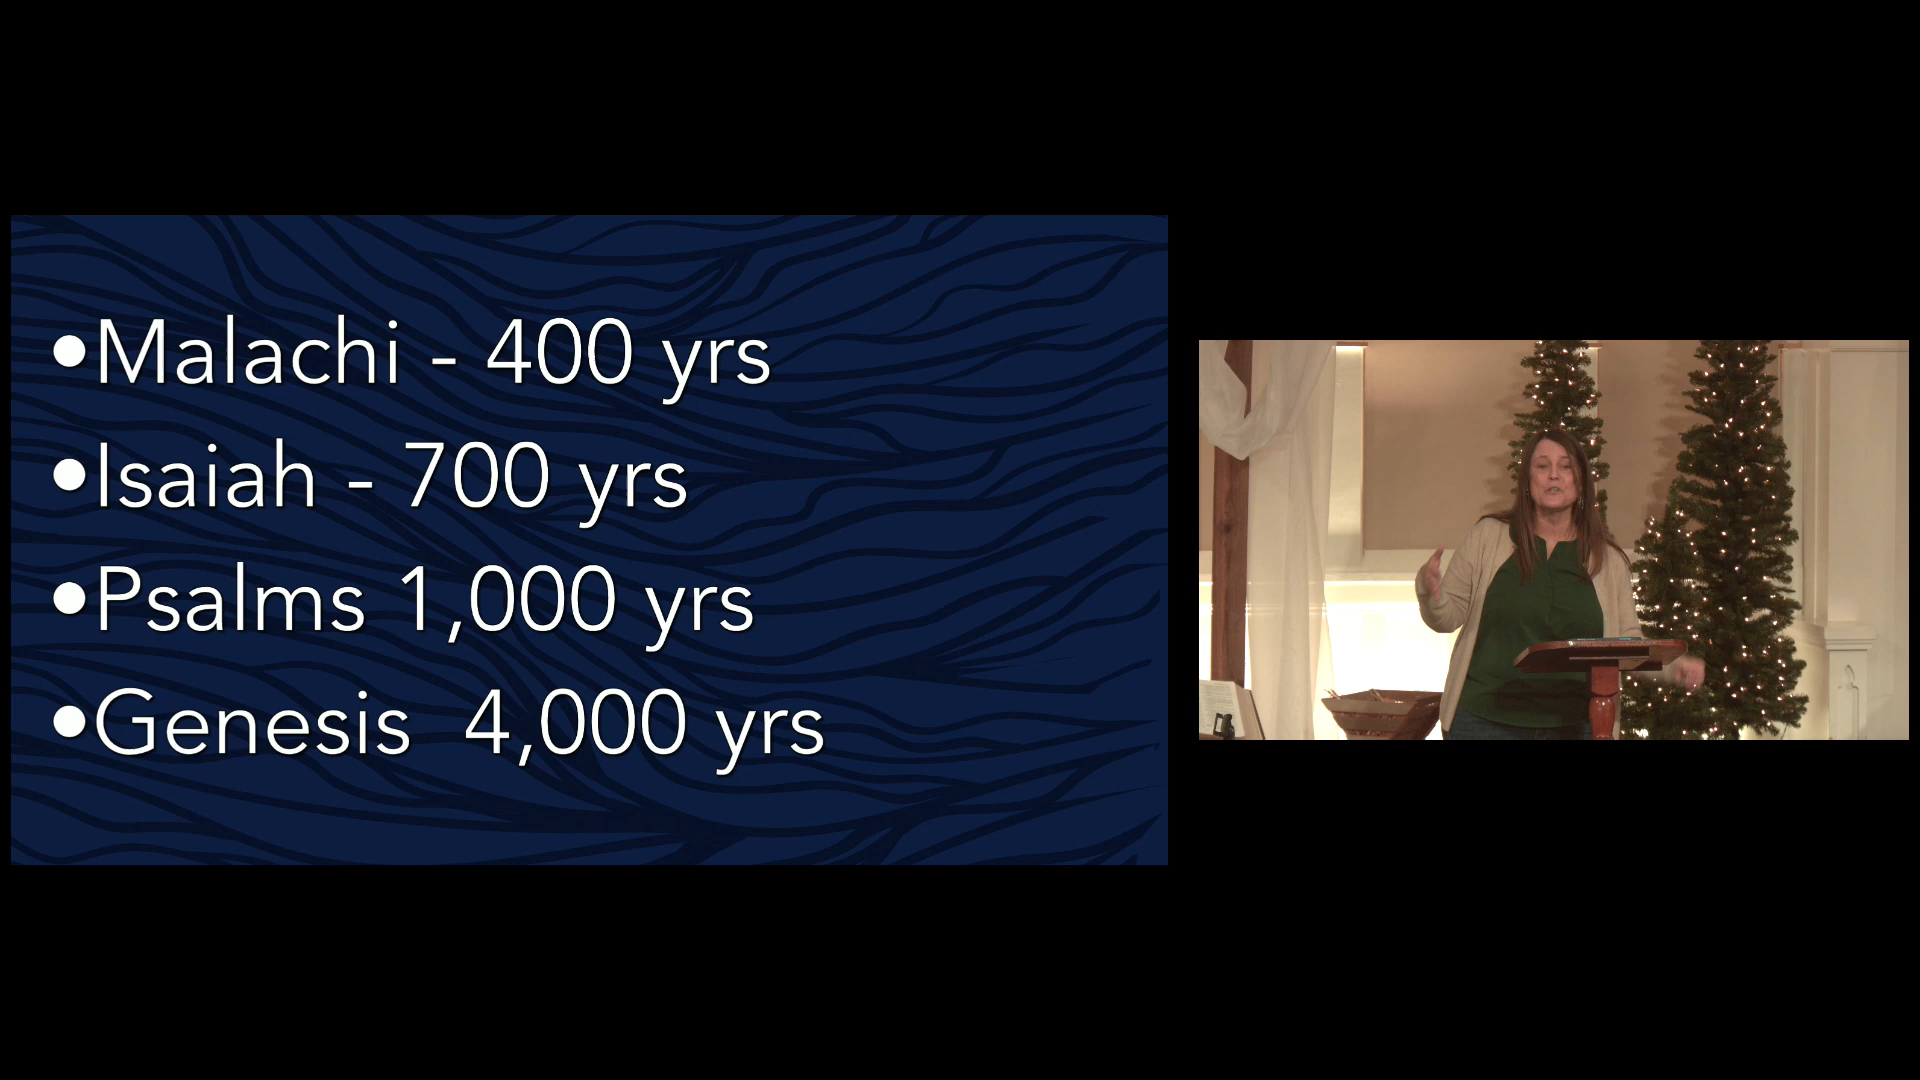 •Malachi - 400 yrs
•Isaiah - 700 yrs
•Psalms 1,000 yrs
•Genesis  4,000 yrs